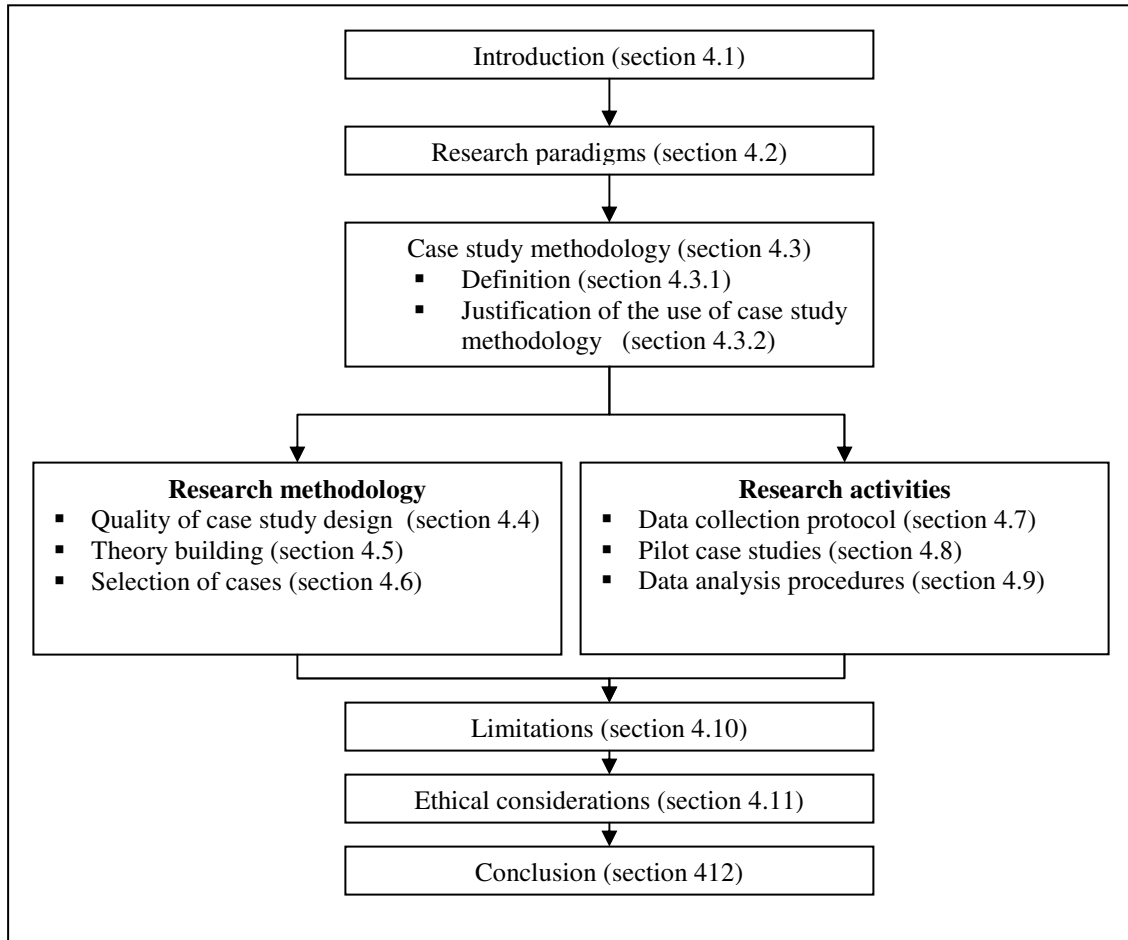 Introduction (section 4.1)
Research paradigms (section 4.2)
Case study methodology (section 4.3)
▪ Definition (section 4.3.1)
▪ Justification of the use of case study
methodology (section 4.3.2)
Research methodology
▪ Quality of case study design (section 4.4)
▪ Theory building (section 4.5)
▪ Selection of cases (section 4.6)
Research activities
▪ Data collection protocol (section 4.7)
▪ Pilot case studies (section 4.8)
▪ Data analysis procedures (section 4.9)
Limitations (section 4.10)
Ethical considerations (section 4.11)
Conclusion (section 412)